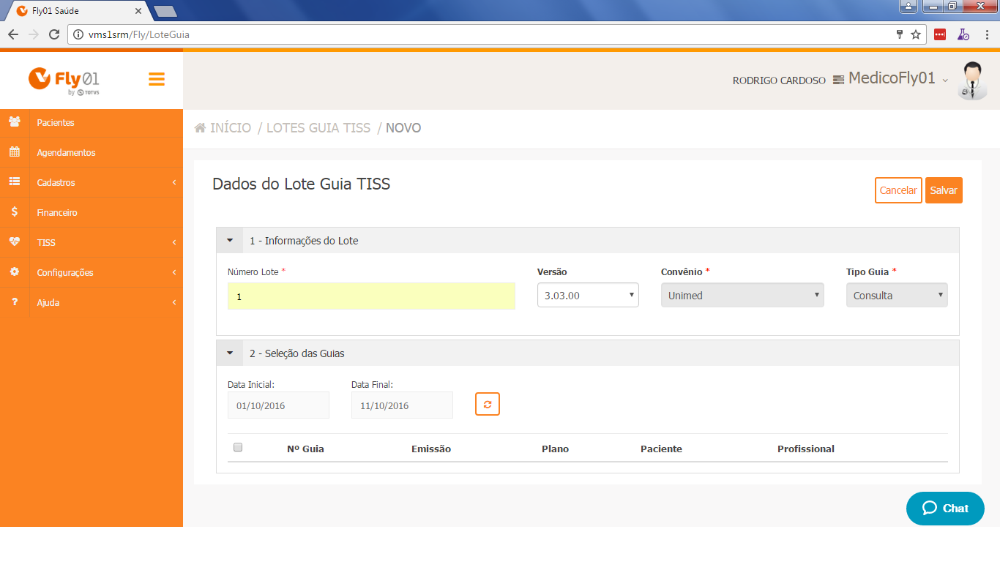 Fly01 Saúde
vms1srm/Fly/LoteGuia
Fly01
by TOTVS
RODRIGO CARDOSO MedicoFly01
Pacientes
Agendamentos
Cadastros
Financeiro
TISS
Configurações
Ajuda
INÍCIO / LOTES GUIA TISS / NOVO
Dados do Lote Guia TISS
Cancelar Salvar
1 - Informações do Lote
Número Lote * Versão Convênio * Tipo Guia *
1 3.03.00 Unimed Consulta
2 - Seleção das Guias
Data Inicial: Data Final:
01/10/2016 11/10/2016
Nº Guia Emissão Plano Paciente Profissional
Chat